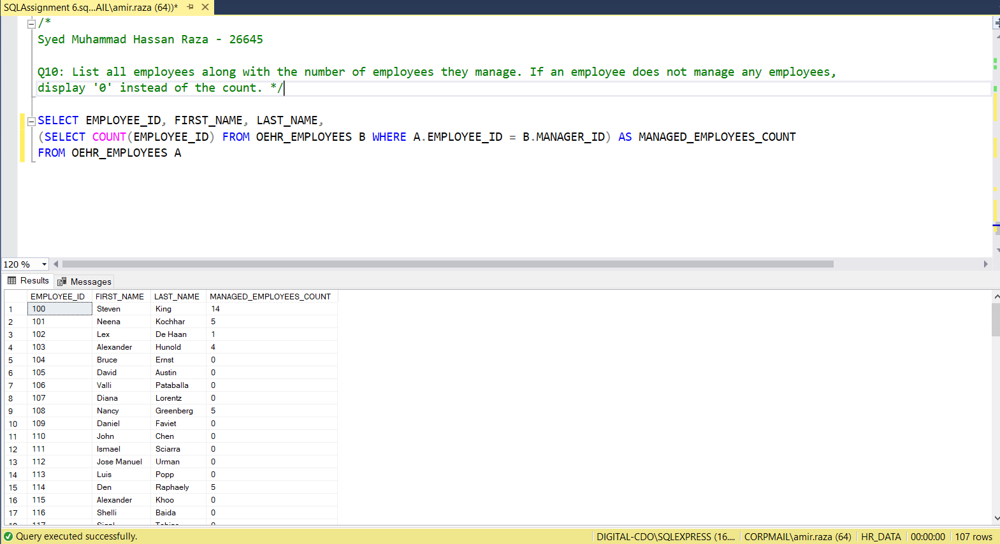 SQLAssignment 6.sq...AIL\amir.raza (64))*
/*
Syed Muhammad Hassan Raza - 26645
Q10: List all employees along with the number of employees they manage. If an employee does not manage any employees,
display '0' instead of the count. */
SELECT EMPLOYEE_ID, FIRST_NAME, LAST_NAME,
(SELECT COUNT(EMPLOYEE_ID) FROM OEHR_EMPLOYEES B WHERE A.EMPLOYEE_ID = B.MANAGER_ID) AS MANAGED_EMPLOYEES_COUNT
FROM OEHR_EMPLOYEES A
120 %
Results Messages
EMPLOYEE_ID FIRST_NAME LAST_NAME MANAGED_EMPLOYEES_COUNT
1 100 Steven King 14
2 101 Neena Kochhar 5
3 102 Lex De Haan 1
4 103 Alexander Hunold 4
5 104 Bruce Ernst 0
6 105 David Austin 0
7 106 Valli Pataballa 0
8 107 Diana Lorentz 0
9 108 Nancy Greenberg 5
10 109 Daniel Faviet 0
11 110 John Chen 0
12 111 Ismael Sciarra 0
13 112 Jose Manuel Urman 0
14 113 Luis Popp 0
15 114 Den Raphaely 5
16 115 Alexander Khoo 0
17 116 Shelli Baida 0
Query executed successfully. DIGITAL-CDO\SQLEXPRESS (16.... CORPMAIL\amir.raza (64) HR_DATA 00:00:00 107 rows